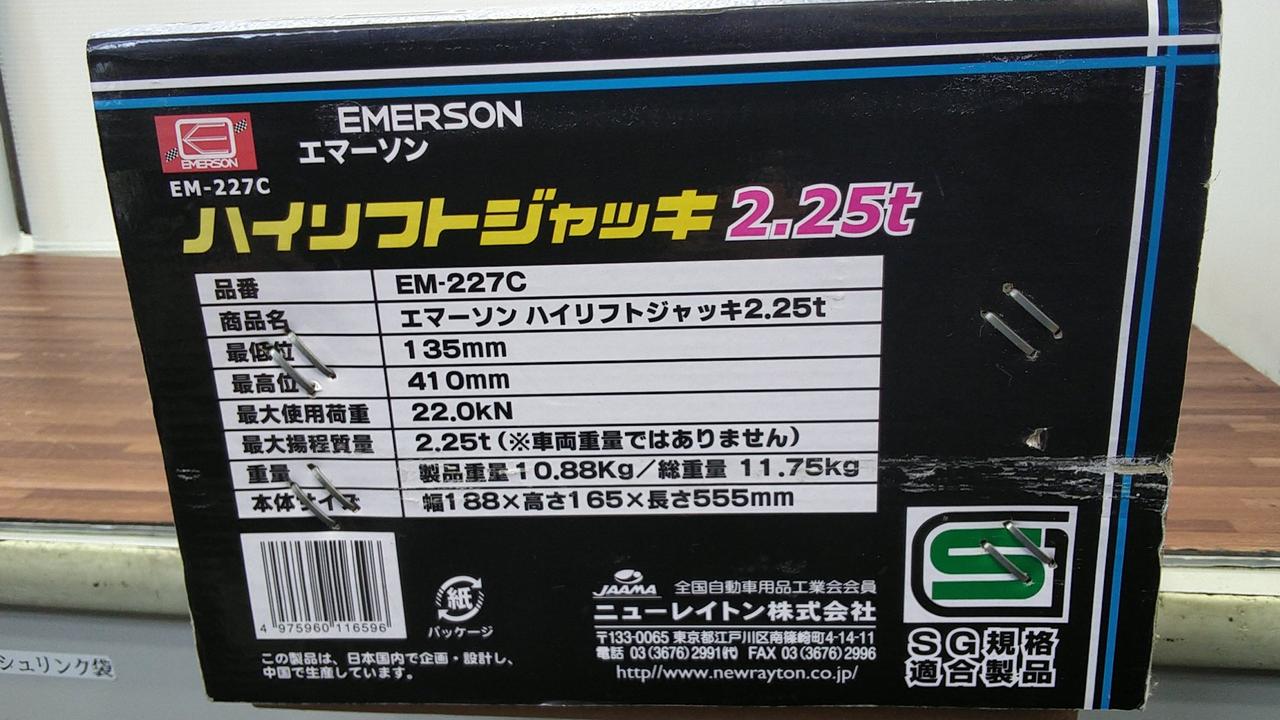 EMERSON
EMERSON
エマーソン
EM-227C
ハイリフトジャッキ 2.25t
品番 EM-227C
商品名 エマーソン ハイリフトジャッキ2.25t
最低位 135mm
最高位 410mm
最大使用荷重 22.0kN
最大揚程質量 2.25t（※車両重量ではありません）
重量 製品重量10.88Kg／総重量 11.75kg
本体サイズ 幅188×高さ165×長さ555mm
4 975960 116596
紙
パッケージ
この製品は、日本国内で企画・設計し、
中国で生産しています。
JAAMA 全国自動車用品工業会会員
ニューレイトン株式会社
〒133-0065 東京都江戸川区南篠崎町4-14-11
電話 03(3676)2991㈹ FAX 03(3676)2996
http//www.newrayton.co.jp/
SG規格
適合製品
シュリンク袋